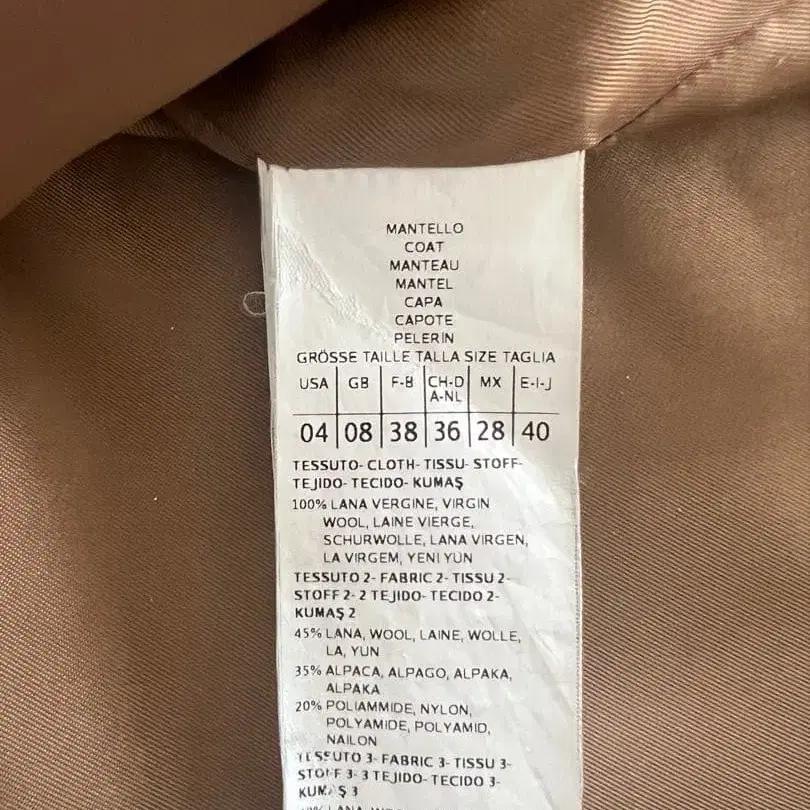 MANTELLO
COAT
MANTEAU
MANTEL
CAPA
CAPOTE
PELERİN
GRÖSSE TAILLE TALLA SIZE TAGLIA
USA GB F-B CH-D A-NL MX E-I-J
04 08 38 36 28 40
TESSUTO- CLOTH- TISSU- STOFF-
TEJIDO- TECIDO- KUMAŞ
100% LANA VERGINE, VIRGIN
WOOL, LAINE VIERGE,
SCHURWOLLE, LANA VIRGEN,
LA VIRGEM, YENI YUN
TESSUTO 2- FABRIC 2- TISSU 2-
STOFF 2- 2 TEJIDO- TECIDO 2-
KUMAŞ 2
45% LANA, WOOL, LAINE, WOLLE,
LA, YUN
35% ALPACA, ALPAGO, ALPAKA,
ALPAKA
20% POLIAMMIDE, NYLON,
POLYAMIDE, POLYAMID,
NAILON
TESSUTO 3- FABRIC 3- TISSU 3-
STOFF 3- 3 TEJIDO- TECIDO 3-
KUMAŞ 3